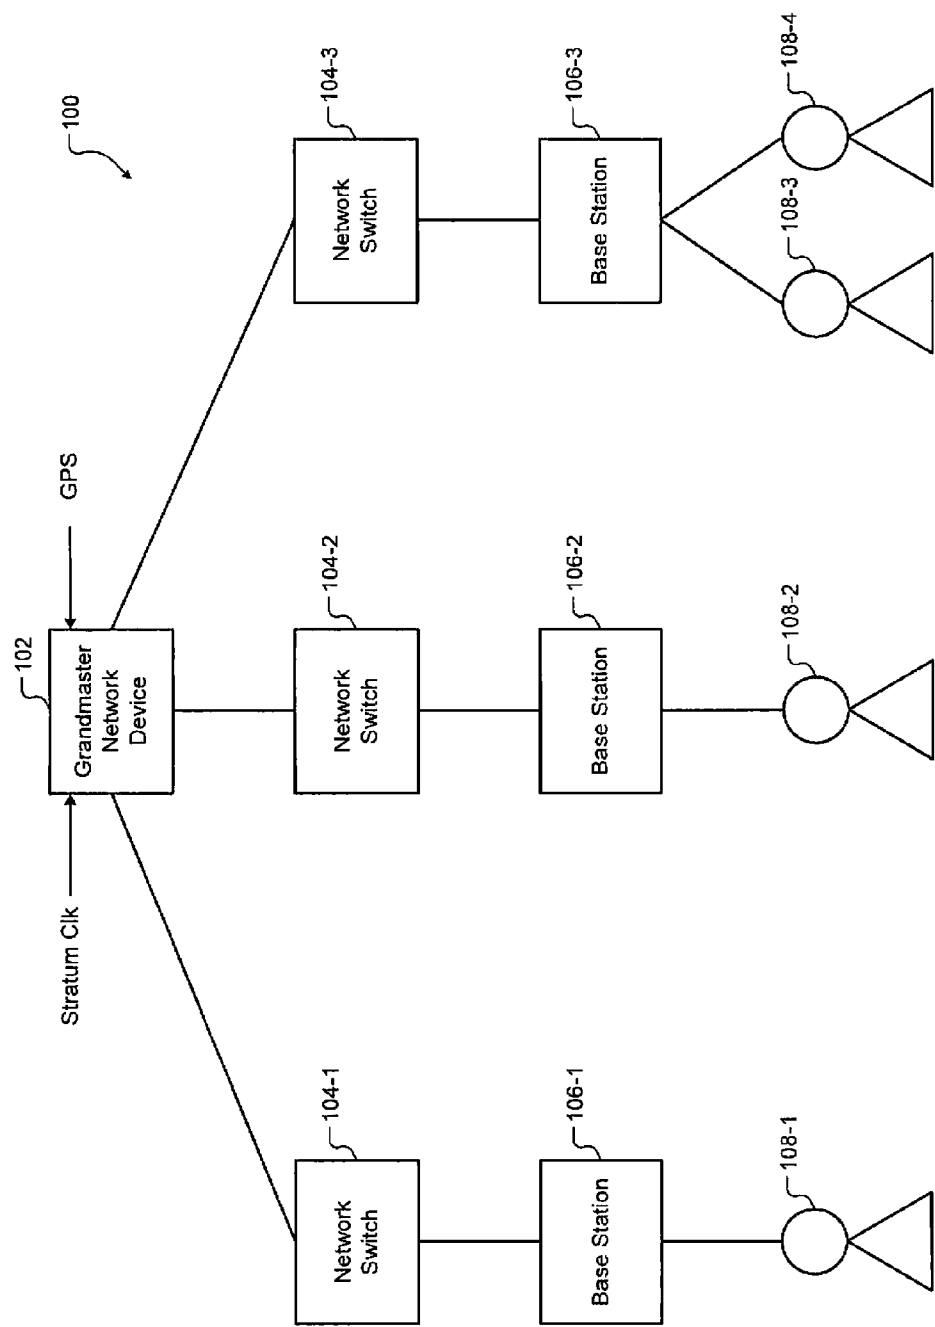 100
Stratum Clk
GPS
102
Grandmaster
Network
Device
104-1
Network
Switch
104-2
Network
Switch
104-3
Network
Switch
106-1
Base Station
106-2
Base Station
106-3
Base Station
108-1
108-2
108-3
108-4